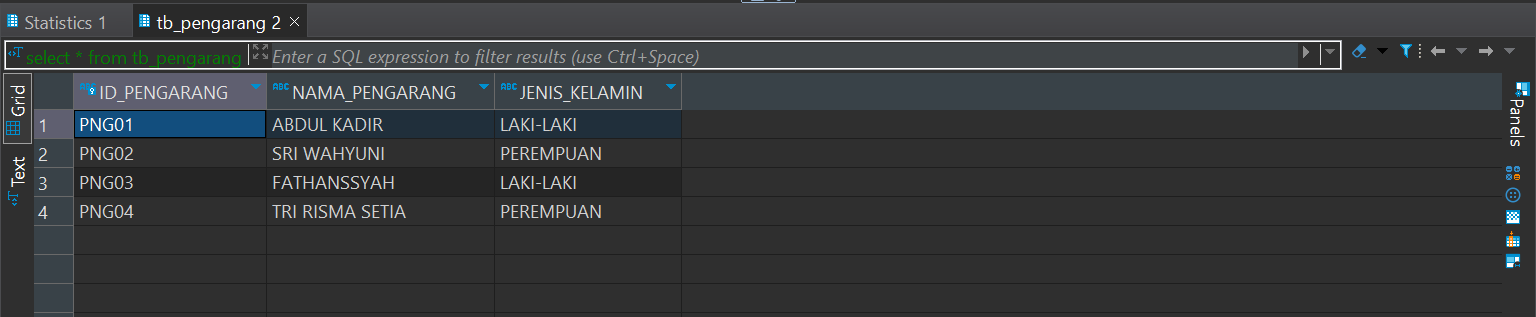 Statistics 1 tb_pengarang 2
select * from tb_pengarang Enter a SQL expression to filter results (use Ctrl+Space)
Grid
Text
Panels
ID_PENGARANG ABC NAMA_PENGARANG ABC JENIS_KELAMIN
1 PNG01 ABDUL KADIR LAKI-LAKI
2 PNG02 SRI WAHYUNI PEREMPUAN
3 PNG03 FATHANSSYAH LAKI-LAKI
4 PNG04 TRI RISMA SETIA PEREMPUAN